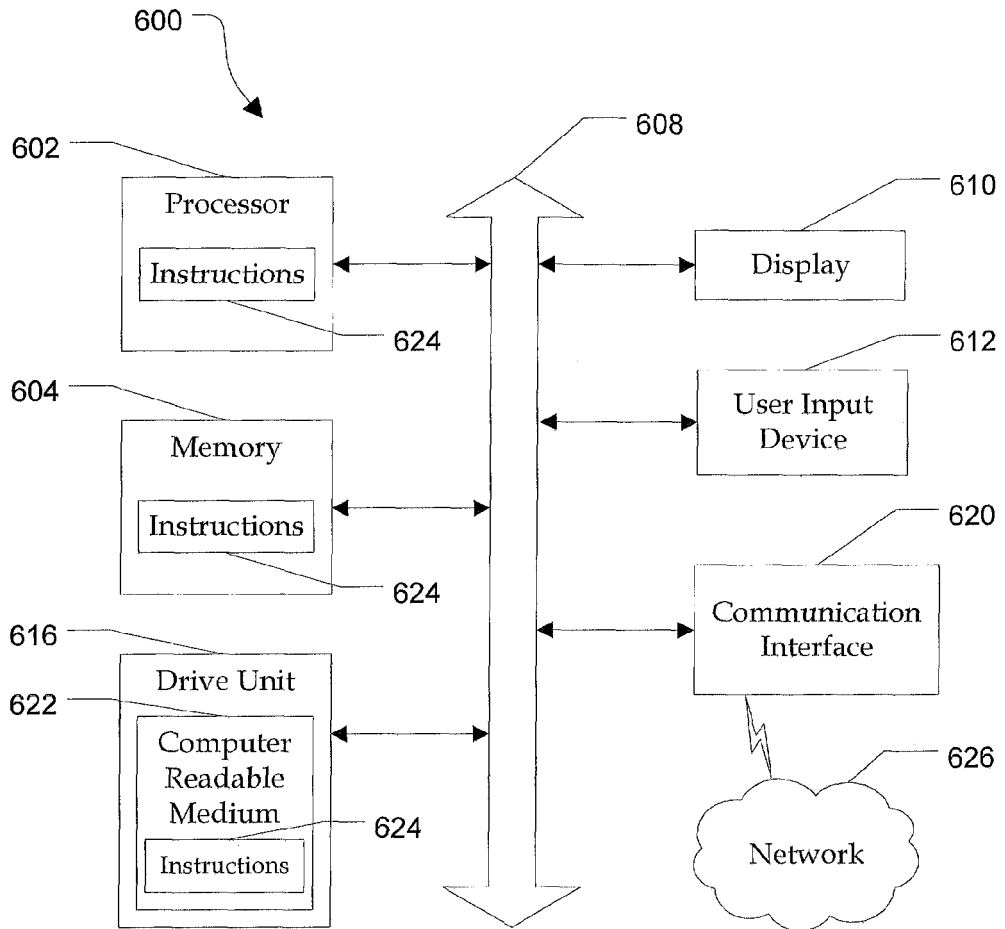 600
608
602
Processor
Instructions
624
610
Display
612
User Input
Device
604
Memory
Instructions
624
620
Communication
Interface
616
Drive Unit
622
Computer
Readable
Medium
624
Instructions
626
Network